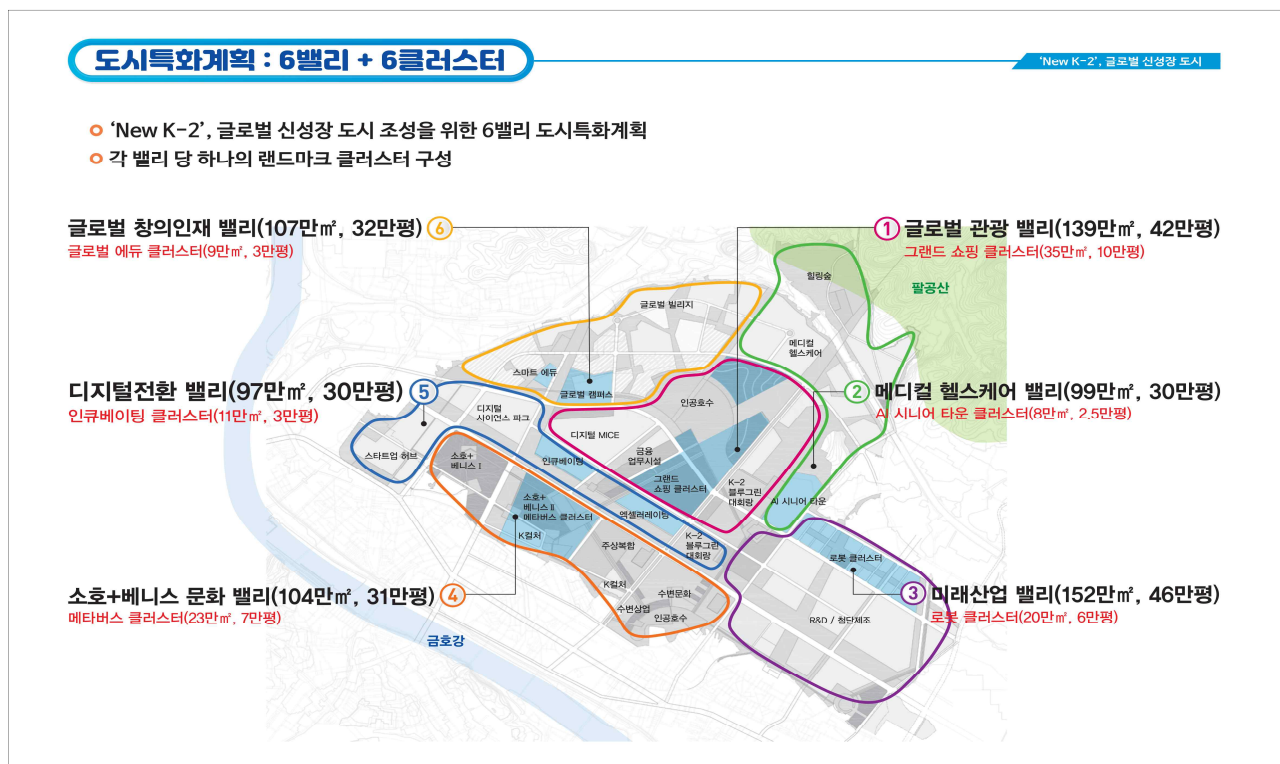 도시특화계획 : 6밸리 + 6클러스터
'New K-2', 글로벌 신성장 도시
'New K-2', 글로벌 신성장 도시 조성을 위한 6밸리 도시특화계획
각 밸리 당 하나의 랜드마크 클러스터 구성
글로벌 창의인재 밸리(107만㎡, 32만평) ⑥
글로벌 에듀 클러스터(9만㎡, 3만평)
① 글로벌 관광 밸리(139만㎡, 42만평)
그랜드 쇼핑 클러스터(35만㎡, 10만평)
힐링숲
팔공산
글로벌 빌리지
메디컬
헬스케어
스마트 에듀
글로벌 캠퍼스
디지털전환 밸리(97만㎡, 30만평) ⑤
인큐베이팅 클러스터(11만㎡, 3만평)
② 메디컬 헬스케어 밸리(99만㎡, 30만평)
AI 시니어 타운 클러스터(8만㎡, 2.5만평)
인공호수
디지털
사이언스 파크
디지털 MICE
스타트업 허브
소호+
베니스 Ⅰ
인큐베이팅
금융
업무시설
그랜드
쇼핑 클러스터
K-2
블루그린
대회랑
AI 시니어 타운
소호+
베니스 Ⅱ
메타버스 클러스터
엑셀러레이팅
K컬처
주상복합
K-2
블루그린
대회랑
로봇 클러스터
소호+베니스 문화 밸리(104만㎡, 31만평) ④
메타버스 클러스터(23만㎡, 7만평)
K컬처
수변문화
수변상업
인공호수
③ 미래산업 밸리(152만㎡, 46만평)
로봇 클러스터(20만㎡, 6만평)
R&D / 첨단제조
금호강